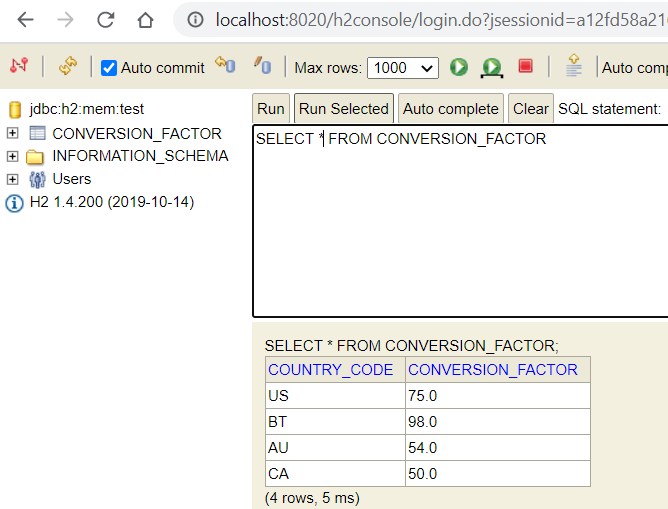 localhost:8020/h2console/login.do?jsessionid=a12fd58a21
Auto commit
Max rows: 1000
Auto comp
jdbc:h2:mem:test
CONVERSION_FACTOR
INFORMATION_SCHEMA
Users
H2 1.4.200 (2019-10-14)
Run Run Selected Auto complete Clear SQL statement:
SELECT * FROM CONVERSION_FACTOR
SELECT * FROM CONVERSION_FACTOR;
COUNTRY_CODE CONVERSION_FACTOR
US 75.0
BT 98.0
AU 54.0
CA 50.0
(4 rows, 5 ms)